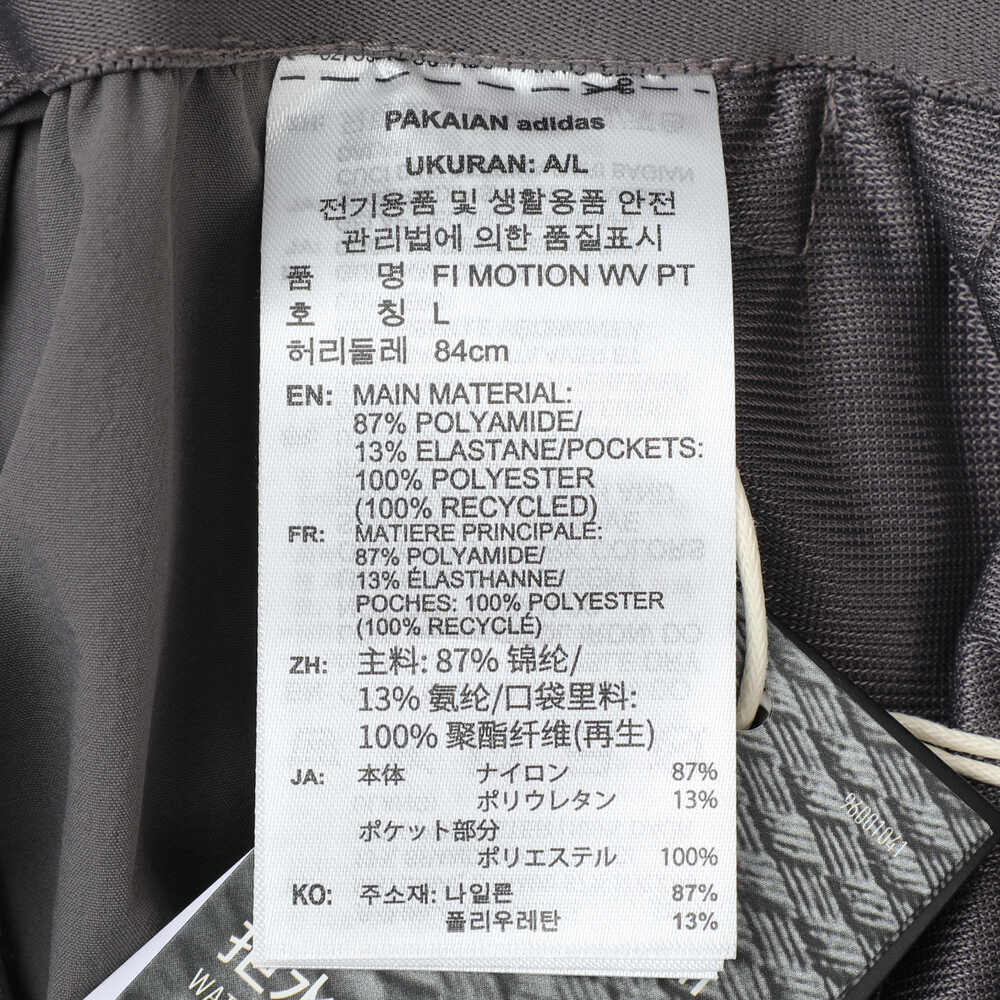 PAKAIAN adidas
UKURAN: A/L
전기용품 및 생활용품 안전
관리법에 의한 품질표시
품 명 FI MOTION WV PT
호 칭 L
허리둘레 84cm
EN: MAIN MATERIAL:
87% POLYAMIDE/
13% ELASTANE/POCKETS:
100% POLYESTER
(100% RECYCLED)
FR: MATIERE PRINCIPALE:
87% POLYAMIDE/
13% ÉLASTHANNE/
POCHES: 100% POLYESTER
(100% RECYCLÉ)
ZH: 主料: 87% 锦纶/
13% 氨纶/口袋里料:
100% 聚酯纤维(再生)
JA: 本体 ナイロン 87%
ポリウレタン 13%
ポケット部分
ポリエステル 100%
KO: 주소재: 나일론 87%
폴리우레탄 13%
96001041
拒水
WAT